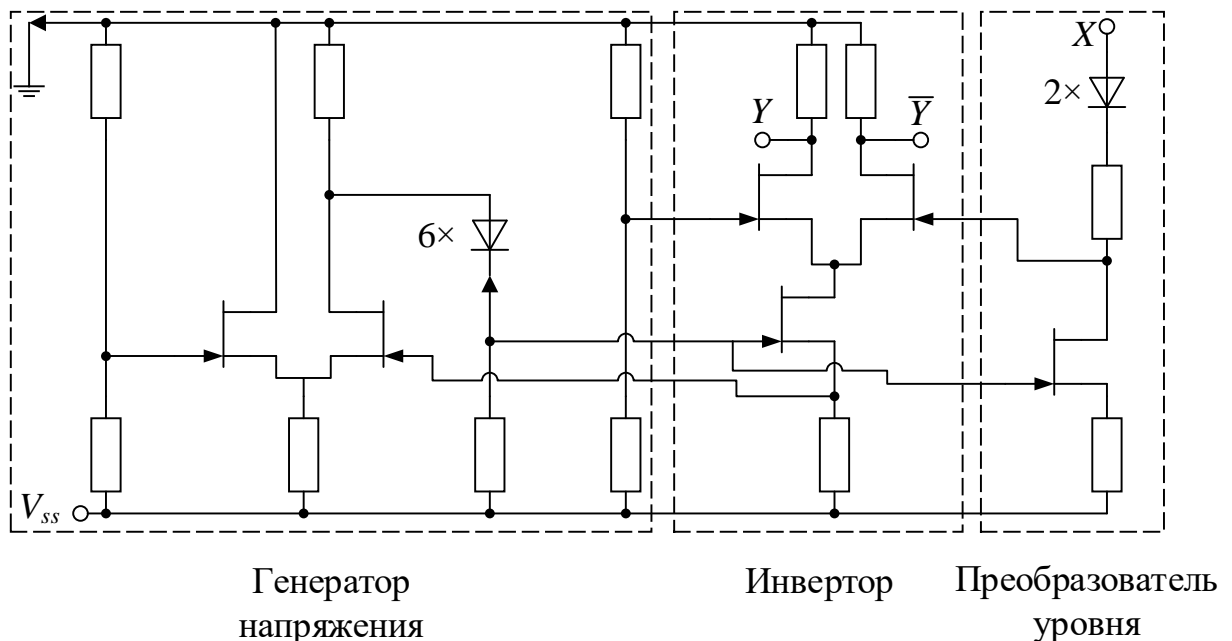 X
2×
Y
Y̅
6×
Vss
Генератор
напряжения
Инвертор
Преобразователь
уровня